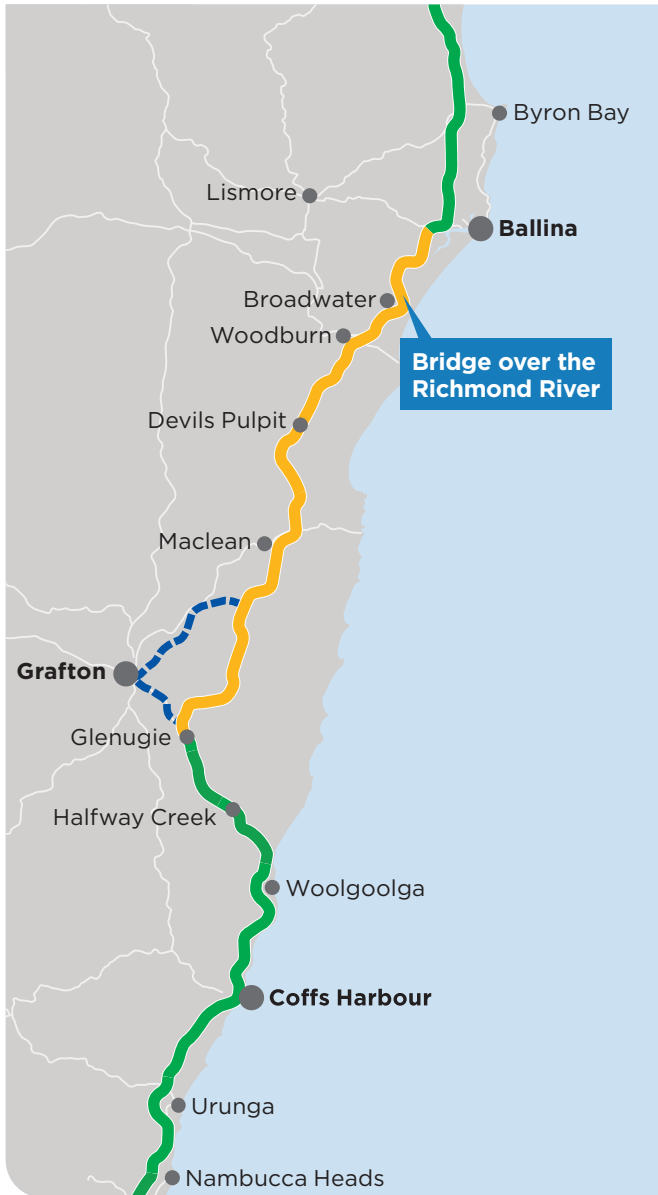 Byron Bay
Lismore
Ballina
Broadwater
Woodburn
Bridge over the
Richmond River
Devils Pulpit
Maclean
Grafton
Glenugie
Halfway Creek
Woolgoolga
Coffs Harbour
Urunga
Nambucca Heads